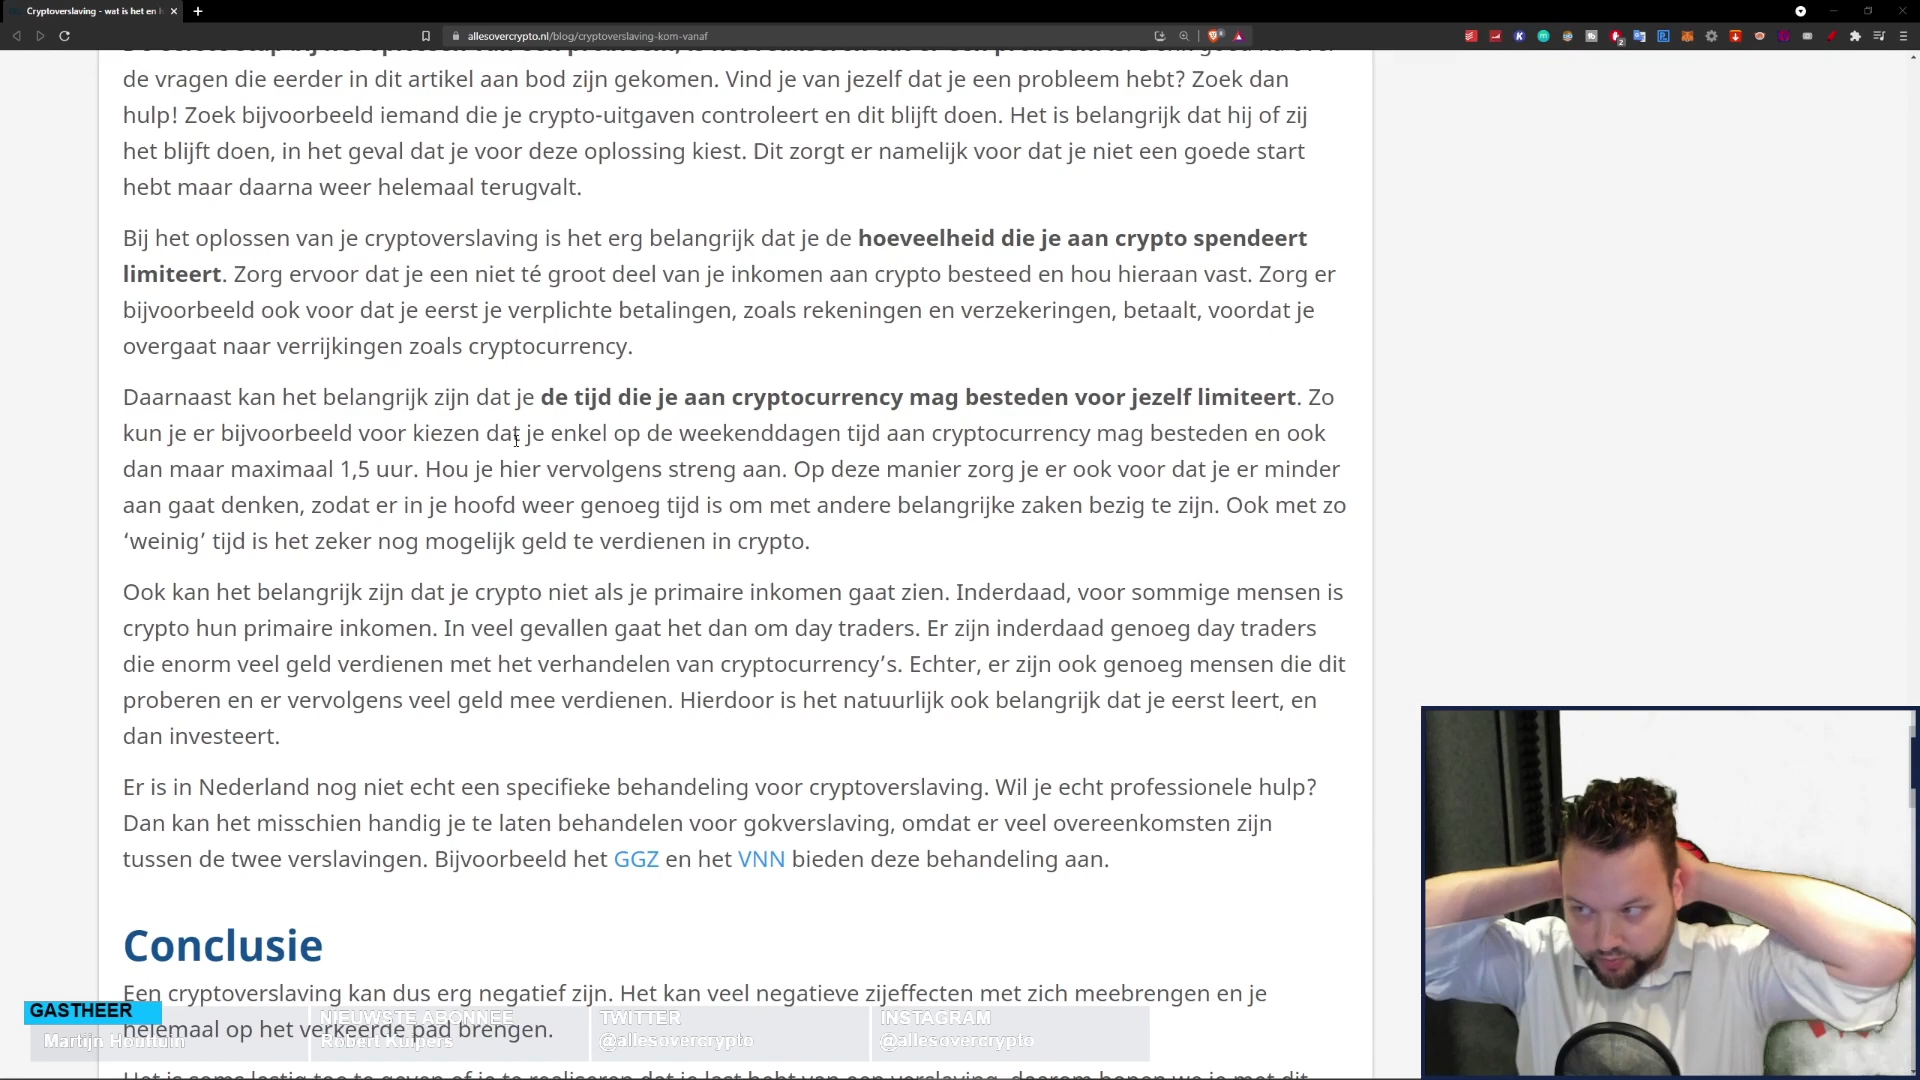 Cryptoverslaving - wat is het en h
allesovercrypto.nl/blog/cryptoverslaving-kom-vanaf
de vragen die eerder in dit artikel aan bod zijn gekomen. Vind je van jezelf dat je een probleem hebt? Zoek dan
hulp! Zoek bijvoorbeeld iemand die je crypto-uitgaven controleert en dit blijft doen. Het is belangrijk dat hij of zij
het blijft doen, in het geval dat je voor deze oplossing kiest. Dit zorgt er namelijk voor dat je niet een goede start
hebt maar daarna weer helemaal terugvalt.
Bij het oplossen van je cryptoverslaving is het erg belangrijk dat je de hoeveelheid die je aan crypto spendeert
limiteert. Zorg ervoor dat je een niet té groot deel van je inkomen aan crypto besteed en hou hieraan vast. Zorg er
bijvoorbeeld ook voor dat je eerst je verplichte betalingen, zoals rekeningen en verzekeringen, betaalt, voordat je
overgaat naar verrijkingen zoals cryptocurrency.
Daarnaast kan het belangrijk zijn dat je de tijd die je aan cryptocurrency mag besteden voor jezelf limiteert. Zo
kun je er bijvoorbeeld voor kiezen dat je enkel op de weekenddagen tijd aan cryptocurrency mag besteden en ook
dan maar maximaal 1,5 uur. Hou je hier vervolgens streng aan. Op deze manier zorg je er ook voor dat je er minder
aan gaat denken, zodat er in je hoofd weer genoeg tijd is om met andere belangrijke zaken bezig te zijn. Ook met zo
‘weinig’ tijd is het zeker nog mogelijk geld te verdienen in crypto.
Ook kan het belangrijk zijn dat je crypto niet als je primaire inkomen gaat zien. Inderdaad, voor sommige mensen is
crypto hun primaire inkomen. In veel gevallen gaat het dan om day traders. Er zijn inderdaad genoeg day traders
die enorm veel geld verdienen met het verhandelen van cryptocurrency’s. Echter, er zijn ook genoeg mensen die dit
proberen en er vervolgens veel geld mee verdienen. Hierdoor is het natuurlijk ook belangrijk dat je eerst leert, en
dan investeert.
Er is in Nederland nog niet echt een specifieke behandeling voor cryptoverslaving. Wil je echt professionele hulp?
Dan kan het misschien handig je te laten behandelen voor gokverslaving, omdat er veel overeenkomsten zijn
tussen de twee verslavingen. Bijvoorbeeld het GGZ en het VNN bieden deze behandeling aan.
Conclusie
Een cryptoverslaving kan dus erg negatief zijn. Het kan veel negatieve zijeffecten met zich meebrengen en je
helemaal op het verkeerde pad brengen.
GASTHEER
Martijn Houtuin
NIEUWSTE ABONNEE
Robert Kuipers
TWITTER
@allesovercrypto
INSTAGRAM
@allesovercrypto